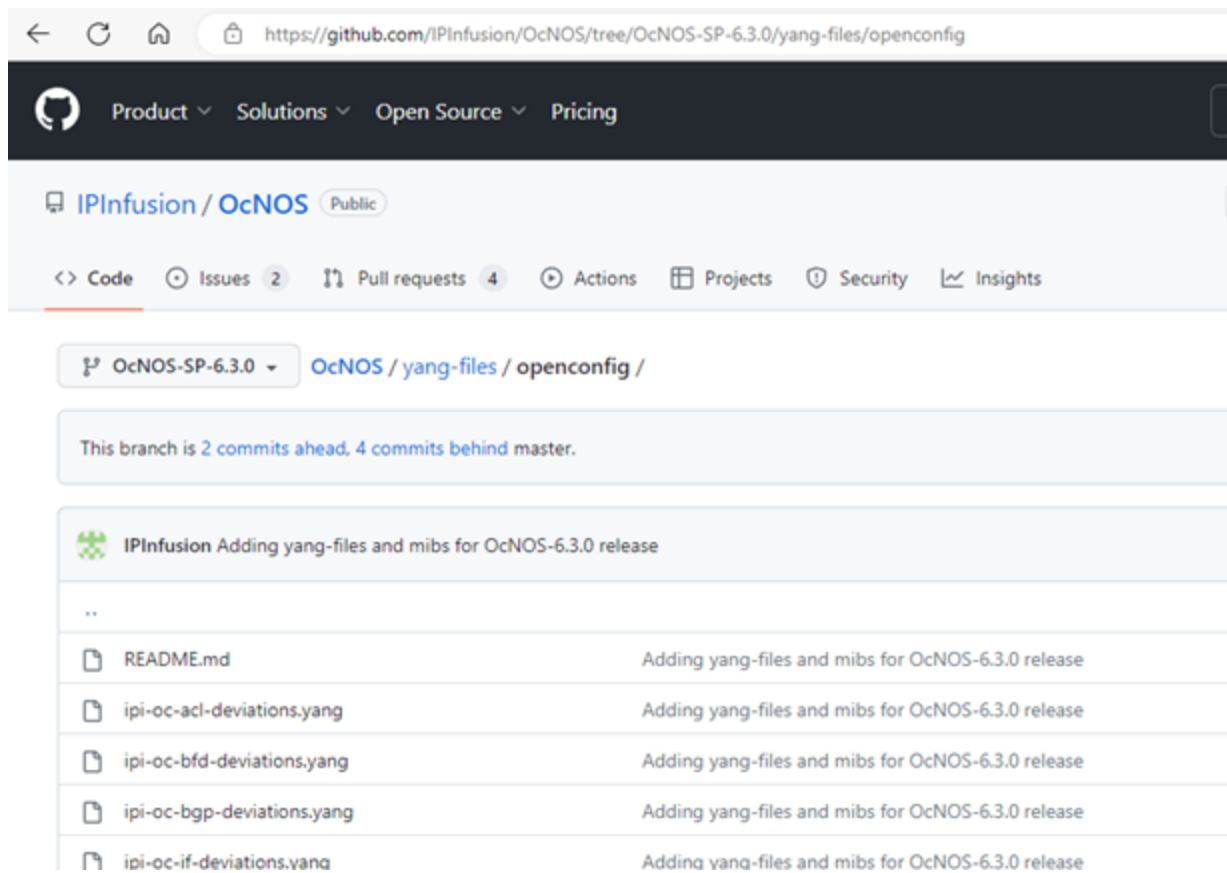 https://github.com/IPInfusion/OcNOS/tree/OcNOS-SP-6.3.0/yang-files/openconfig
Product Solutions Open Source Pricing
IPInfusion / OcNOS Public
<> Code Issues 2 Pull requests 4 Actions Projects Security Insights
OcNOS-SP-6.3.0 OcNOS / yang-files / openconfig /
This branch is 2 commits ahead, 4 commits behind master.
IPInfusion Adding yang-files and mibs for OcNOS-6.3.0 release
..
README.md Adding yang-files and mibs for OcNOS-6.3.0 release
ipi-oc-acl-deviations.yang Adding yang-files and mibs for OcNOS-6.3.0 release
ipi-oc-bfd-deviations.yang Adding yang-files and mibs for OcNOS-6.3.0 release
ipi-oc-bgp-deviations.yang Adding yang-files and mibs for OcNOS-6.3.0 release
ipi-oc-if-deviations.yang Adding yang-files and mibs for OcNOS-6.3.0 release